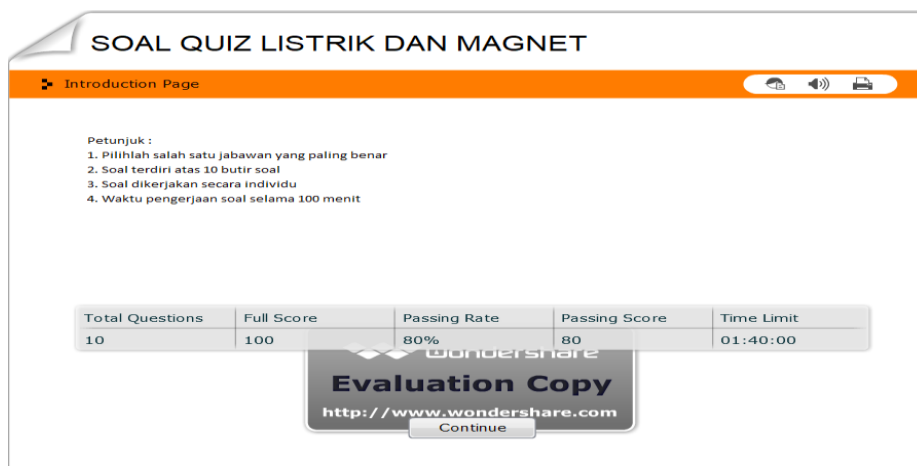 SOAL QUIZ LISTRIK DAN MAGNET
Introduction Page
Petunjuk :
1. Pilihlah salah satu jabawan yang paling benar
2. Soal terdiri atas 10 butir soal
3. Soal dikerjakan secara individu
4. Waktu pengerjaan soal selama 100 menit
Total Questions Full Score Passing Rate Passing Score Time Limit
10 100 80% 80 01:40:00
wondershare
Evaluation Copy
http://www.wondershare.com
Continue